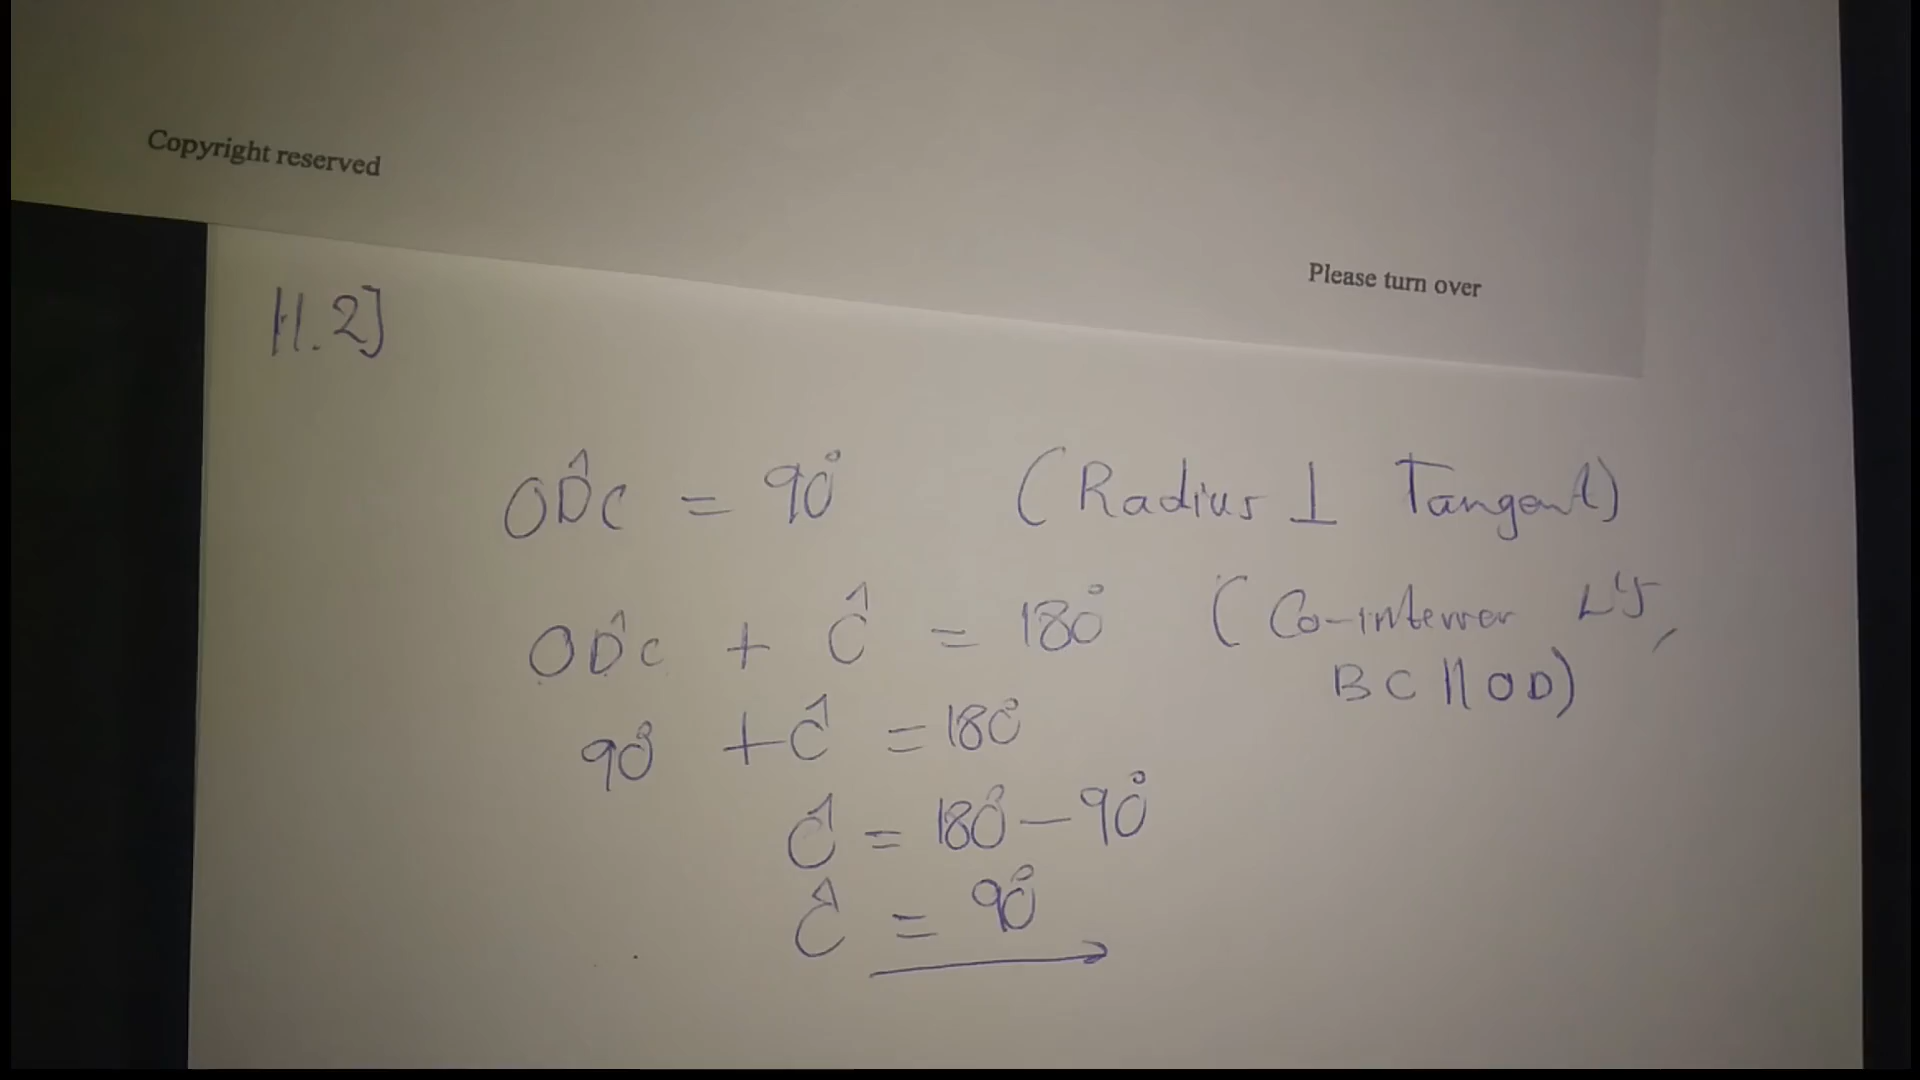 Copyright reserved
Please turn over
11.2]
OD̂C = 90° (Radius ⊥ Tangent)
OD̂C + Ĉ = 180° (Co-interior L's,
BC || OD)
90° + Ĉ = 180°
Ĉ = 180° - 90°
Ĉ = 90°